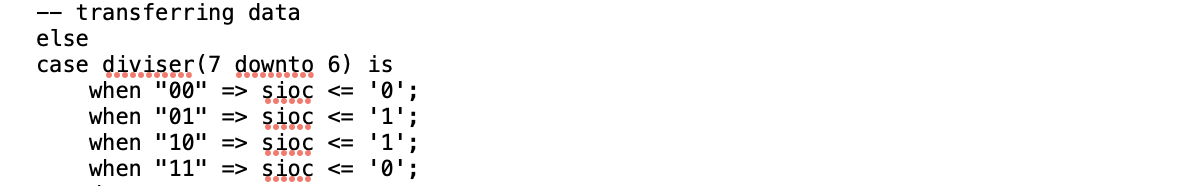 -- transferring data
else
case diviser(7 downto 6) is
    when "00" => sioc <= '0';
    when "01" => sioc <= '1';
    when "10" => sioc <= '1';
    when "11" => sioc <= '0';